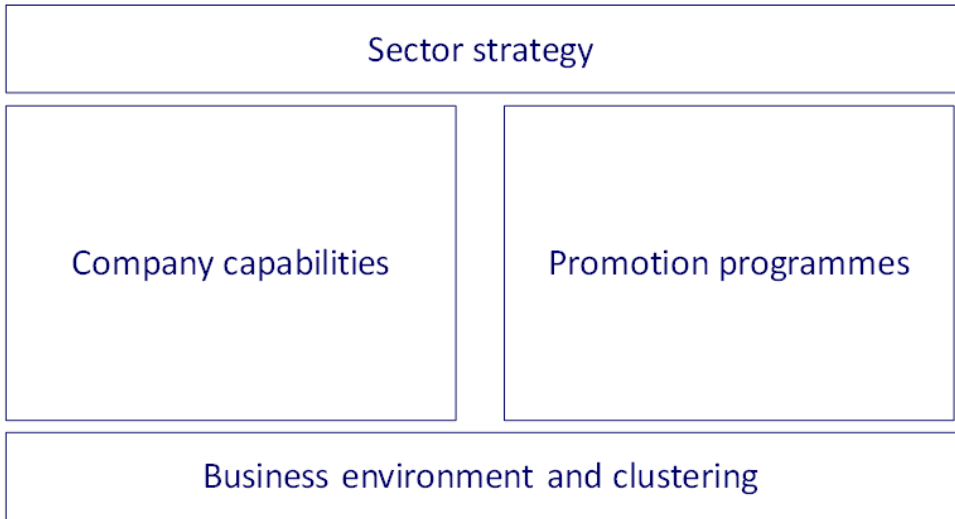 Sector strategy
Company capabilities
Promotion programmes
Business environment and clustering